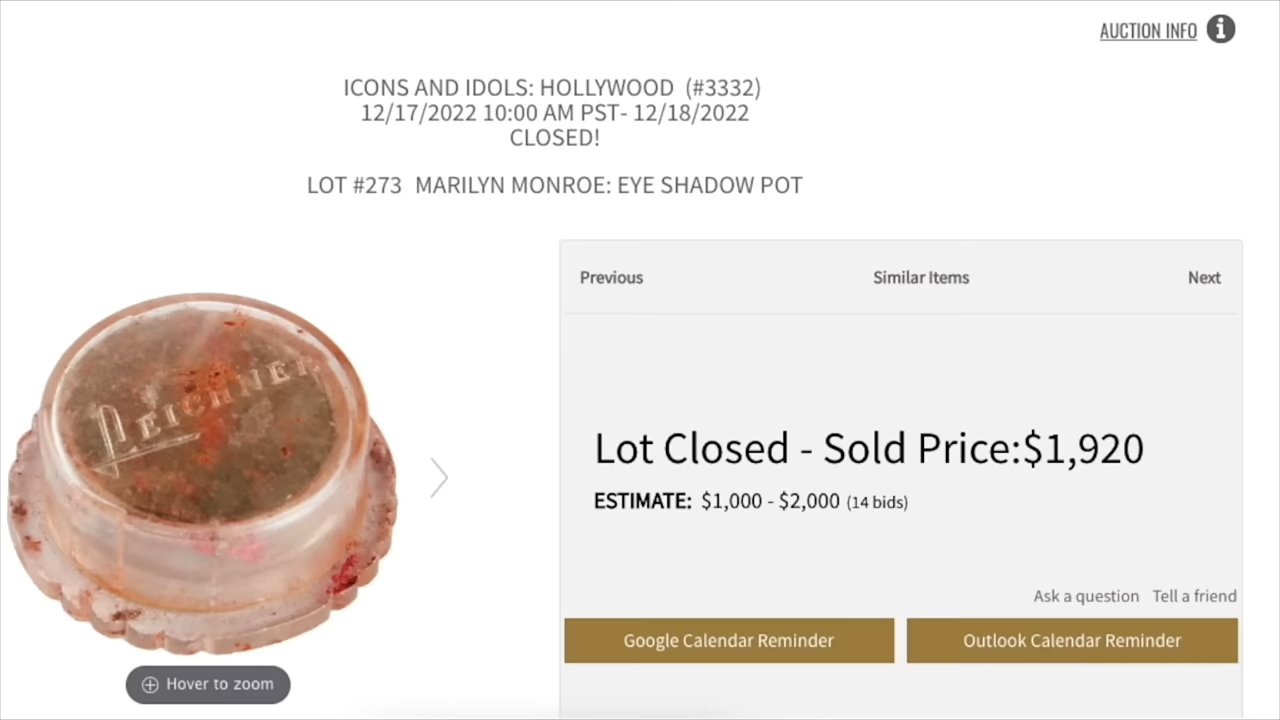 AUCTION INFO
ICONS AND IDOLS: HOLLYWOOD (#3332)
12/17/2022 10:00 AM PST- 12/18/2022
CLOSED!
LOT #273 MARILYN MONROE: EYE SHADOW POT
Previous Similar Items Next
LEICHNER
Lot Closed - Sold Price:$1,920
ESTIMATE: $1,000 - $2,000 (14 bids)
Ask a question Tell a friend
Google Calendar Reminder Outlook Calendar Reminder
Hover to zoom